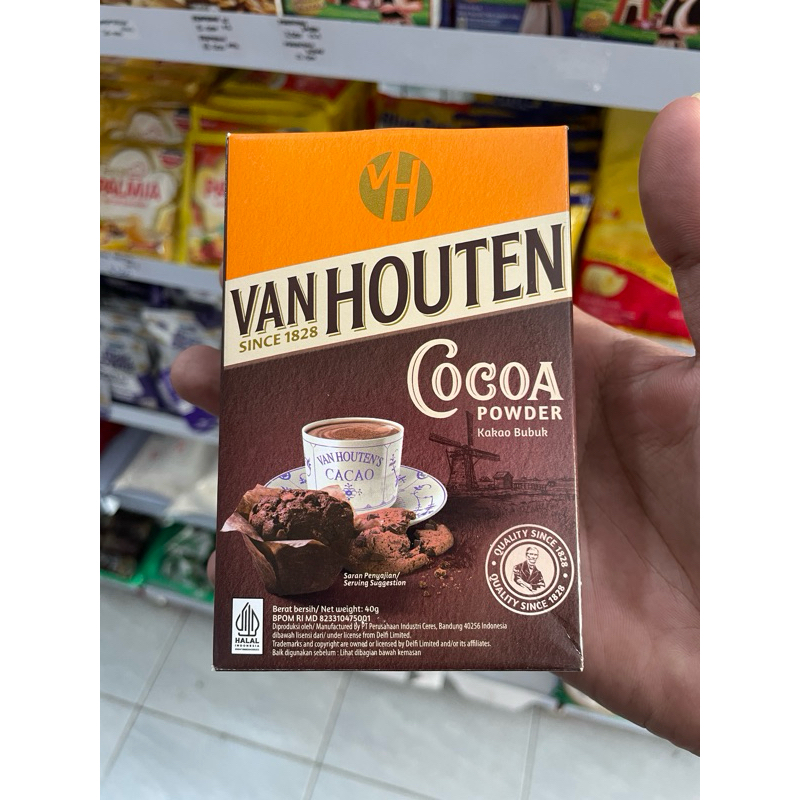 PALMIA
VH
VAN HOUTEN
SINCE 1828
COCOA
POWDER
Kakao Bubuk
VAN HOUTEN'S
CACAO
QUALITY SINCE 1828
QUALITY SINCE 1828
Saran Penyajian/
Serving Suggestion
HALAL
INDONESIA
Berat bersih/ Net weight: 40g
BPOM RI MD 823310475001
Diproduksi oleh/ Manufactured By PT Perusahaan Industri Ceres, Bandung 40256 Indonesia
dibawah lisensi dari/ under license from Delfi Limited.
Trademarks and copyright are owned or licensed by Delfi Limited and/or its affiliates.
Baik digunakan sebelum : Lihat dibagian bawah kemasan